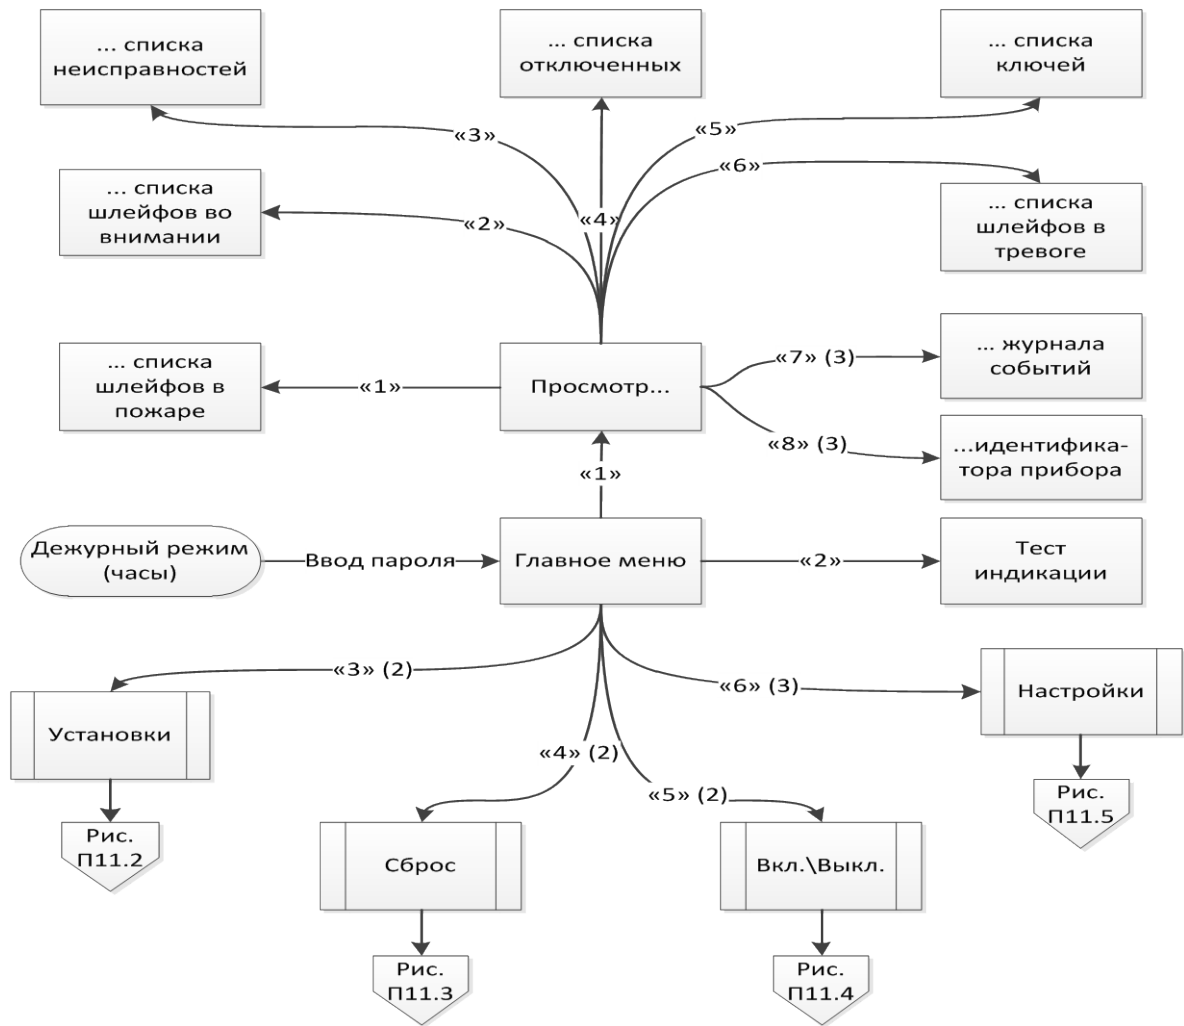 ... списка
неисправностей
... списка
отключенных
... списка
ключей
«3»
«5»
«6»
... списка
шлейфов во
внимании
«2»
«4»
... списка
шлейфов в
тревоге
... списка
шлейфов в
пожаре
«1»
Просмотр...
«7» (3)
... журнала
событий
«8» (3)
...идентифика-
тора прибора
«1»
Дежурный режим
(часы)
Ввод пароля
Главное меню
«2»
Тест
индикации
«3» (2)
«6» (3)
Установки
Настройки
«4» (2)
«5» (2)
Рис.
П11.2
Рис.
П11.5
Сброс
Вкл.\Выкл.
Рис.
П11.3
Рис.
П11.4